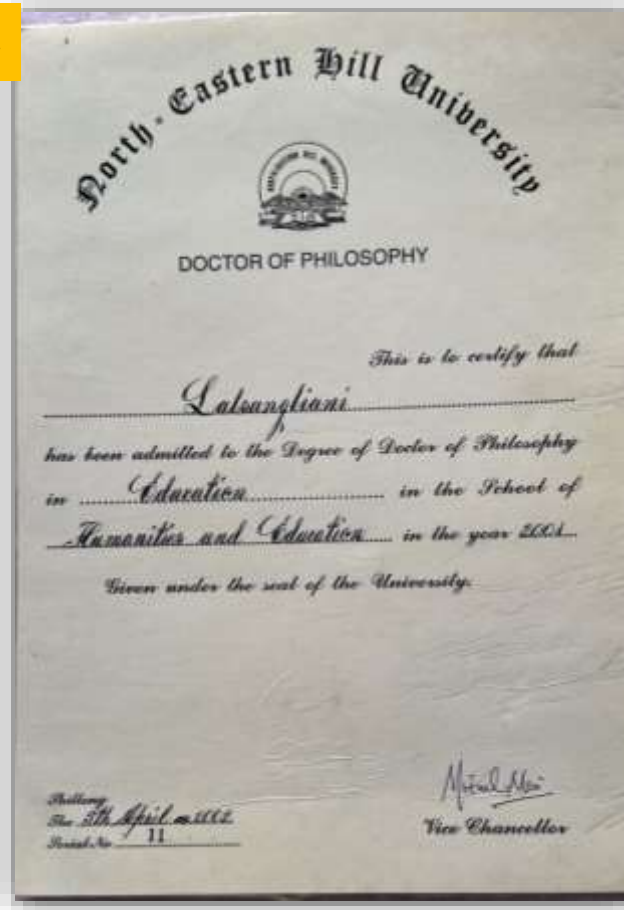 North-Eastern Hill University
DOCTOR OF PHILOSOPHY
This is to certify that
Lalsangliani
has been admitted to the Degree of Doctor of Philosophy
in Education in the School of
Humanities and Education in the year 2001
Given under the seal of the University.
Shillong
The 5th April 2002
Serial No 11
Vice Chancellor